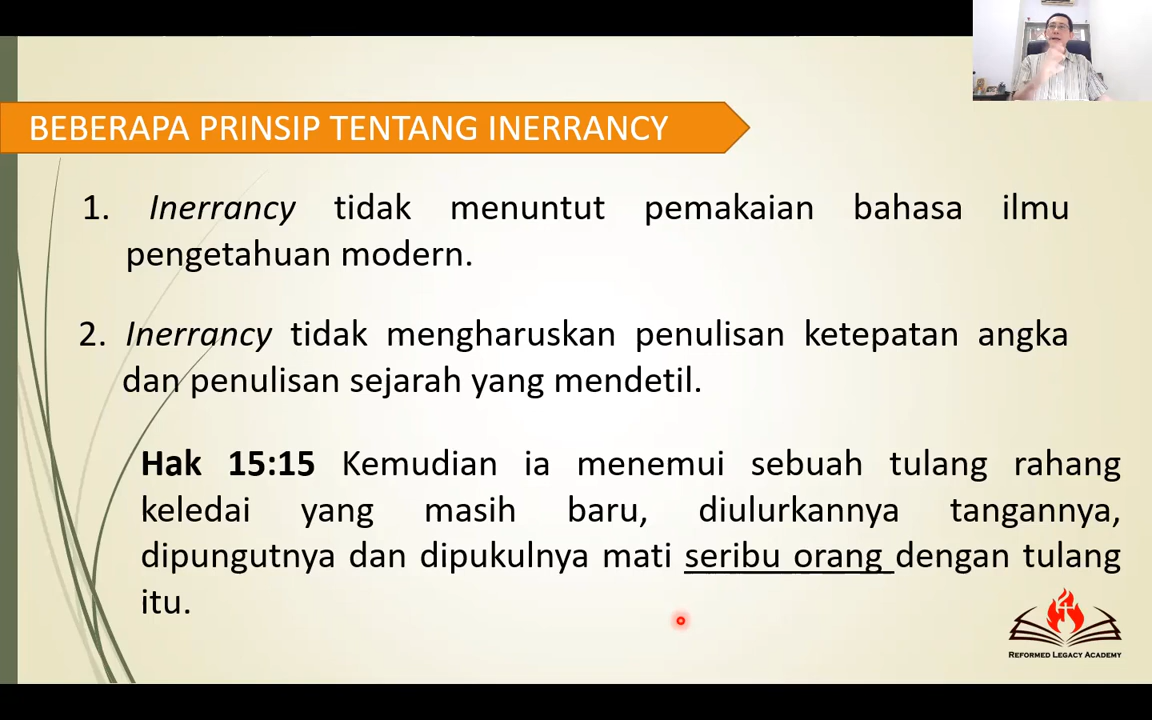 BEBERAPA PRINSIP TENTANG INERRANCY
1. Inerrancy tidak menuntut pemakaian bahasa ilmu
pengetahuan modern.
2. Inerrancy tidak mengharuskan penulisan ketepatan angka
dan penulisan sejarah yang mendetil.
Hak 15:15 Kemudian ia menemui sebuah tulang rahang
keledai yang masih baru, diulurkannya tangannya,
dipungutnya dan dipukulnya mati seribu orang dengan tulang
itu.
REFORMED LEGACY ACADEMY